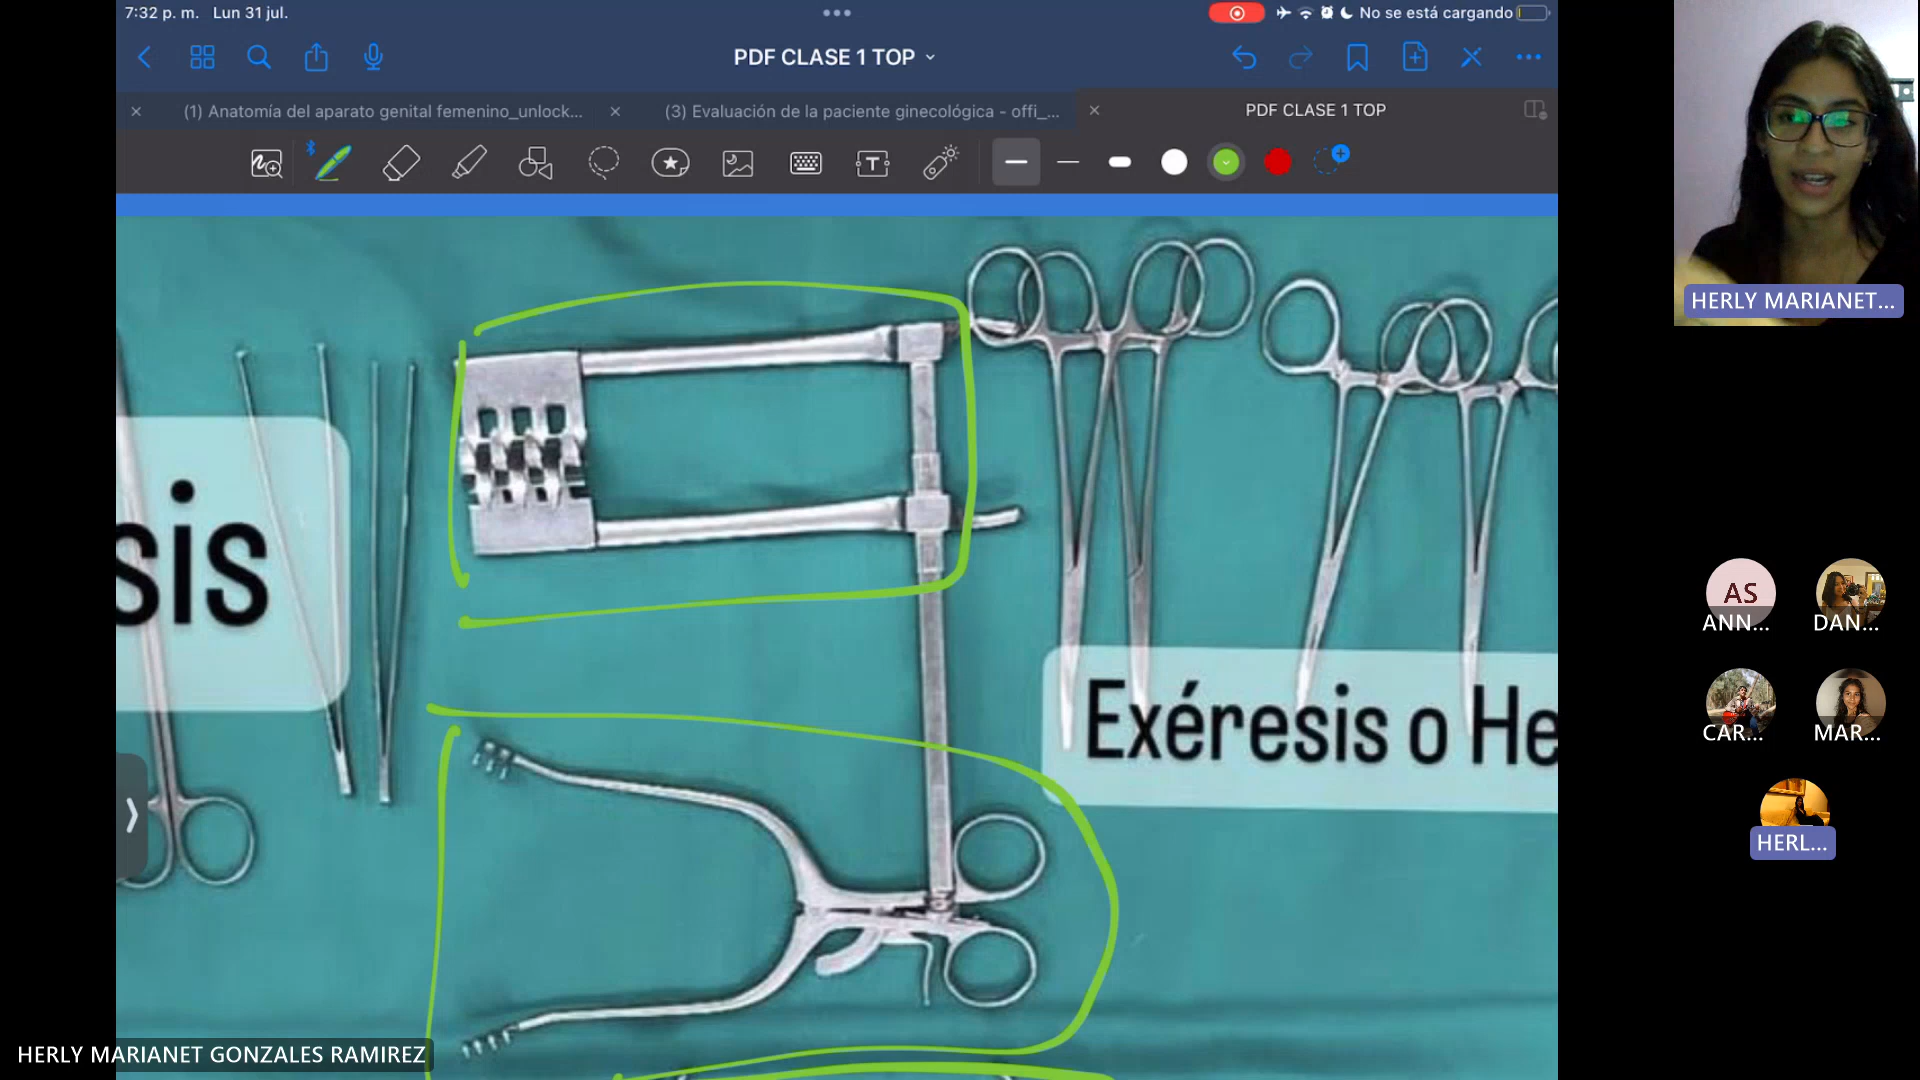 7:32 p. m. Lun 31 jul.
No se está cargando
PDF CLASE 1 TOP
(1) Anatomía del aparato genital femenino_unlock...
(3) Evaluación de la paciente ginecológica - offi_...
PDF CLASE 1 TOP
T
HERLY MARIANET...
sis
AS
ANN...
DAN...
Exéresis o He
CAR...
MAR...
HERL...
HERLY MARIANET GONZALES RAMIREZ